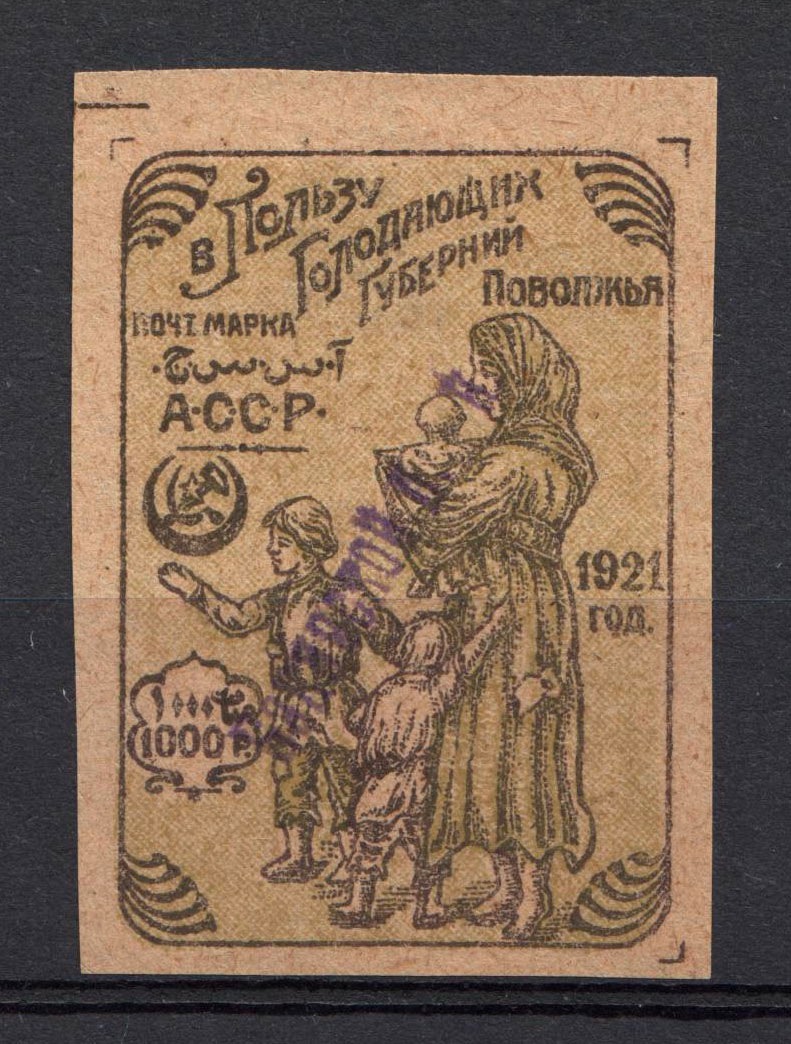 В Пользу
Голодающих
Губерний
Поволжья
Почт. марка
А·С·С·Р·
1921
год.
1000 р.